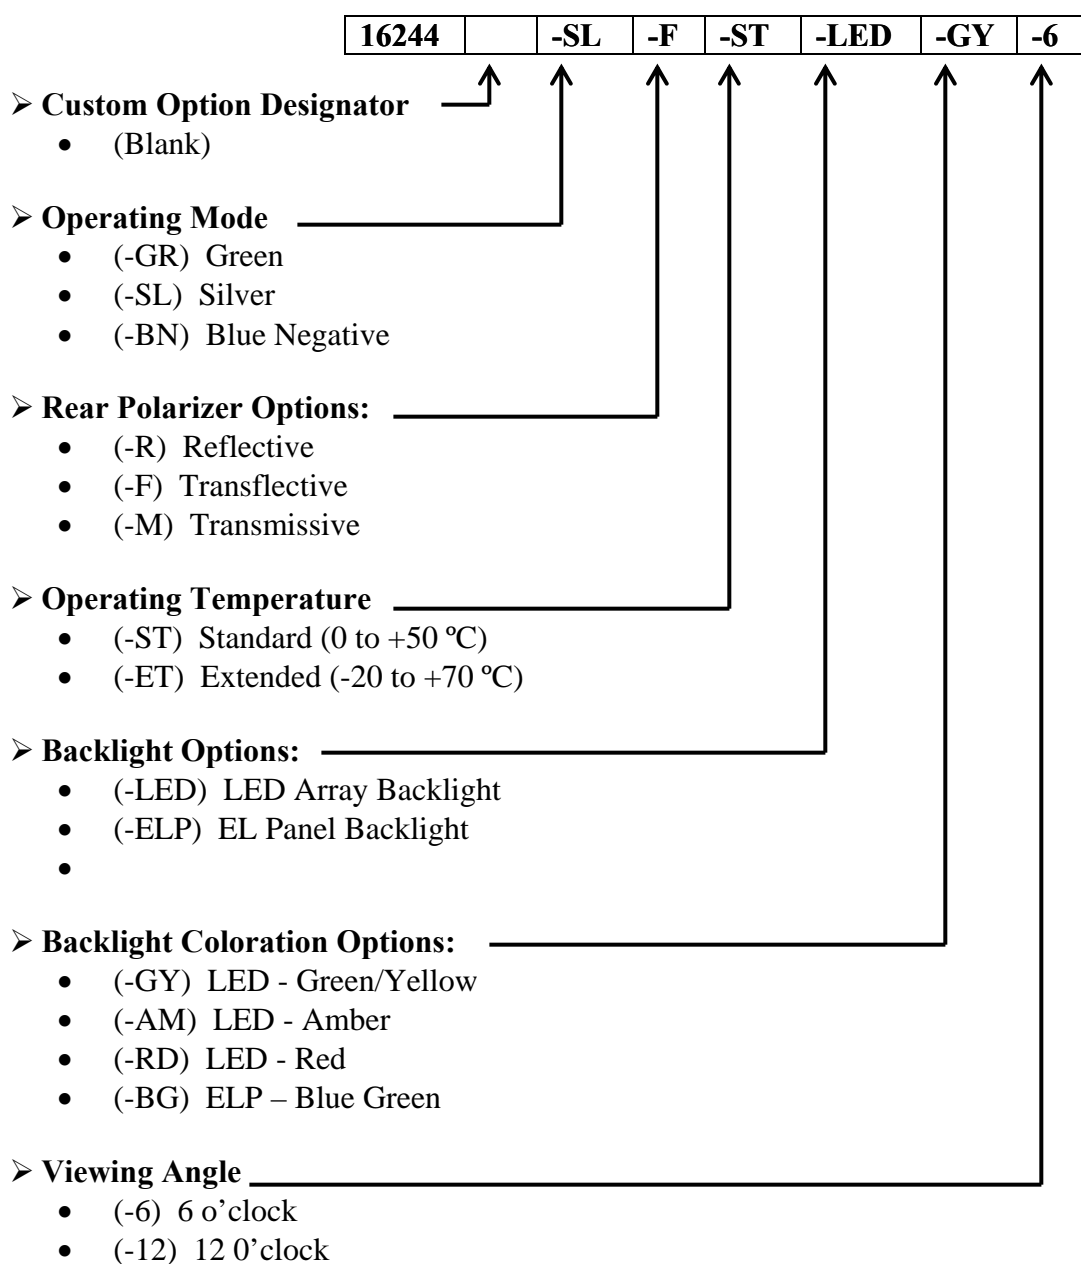 16244 -SL -F -ST -LED -GY -6
➢ Custom Option Designator
• (Blank)
➢ Operating Mode
• (-GR) Green
• (-SL) Silver
• (-BN) Blue Negative
➢ Rear Polarizer Options:
• (-R) Reflective
• (-F) Transflective
• (-M) Transmissive
➢ Operating Temperature
• (-ST) Standard (0 to +50 ºC)
• (-ET) Extended (-20 to +70 ºC)
➢ Backlight Options:
• (-LED) LED Array Backlight
• (-ELP) EL Panel Backlight
•
➢ Backlight Coloration Options:
• (-GY) LED - Green/Yellow
• (-AM) LED - Amber
• (-RD) LED - Red
• (-BG) ELP – Blue Green
➢ Viewing Angle
• (-6) 6 o’clock
• (-12) 12 0’clock